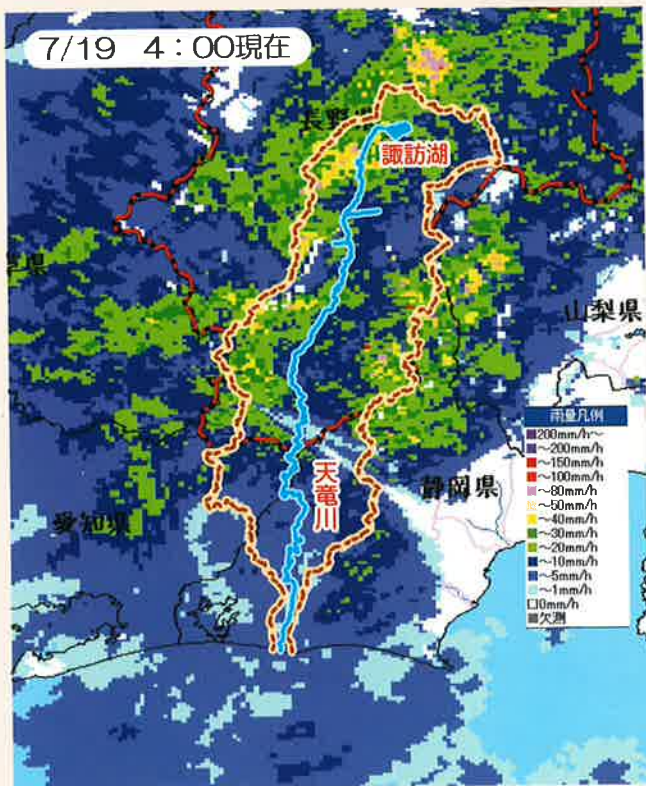 7/19 4:00現在
長野
諏訪湖
県
山梨県
雨量凡例
200mm/h～
～200mm/h
～150mm/h
～100mm/h
～80mm/h
～50mm/h
～40mm/h
～30mm/h
～20mm/h
～10mm/h
～5mm/h
～1mm/h
0mm/h
欠測
静岡県
天竜川
愛知県